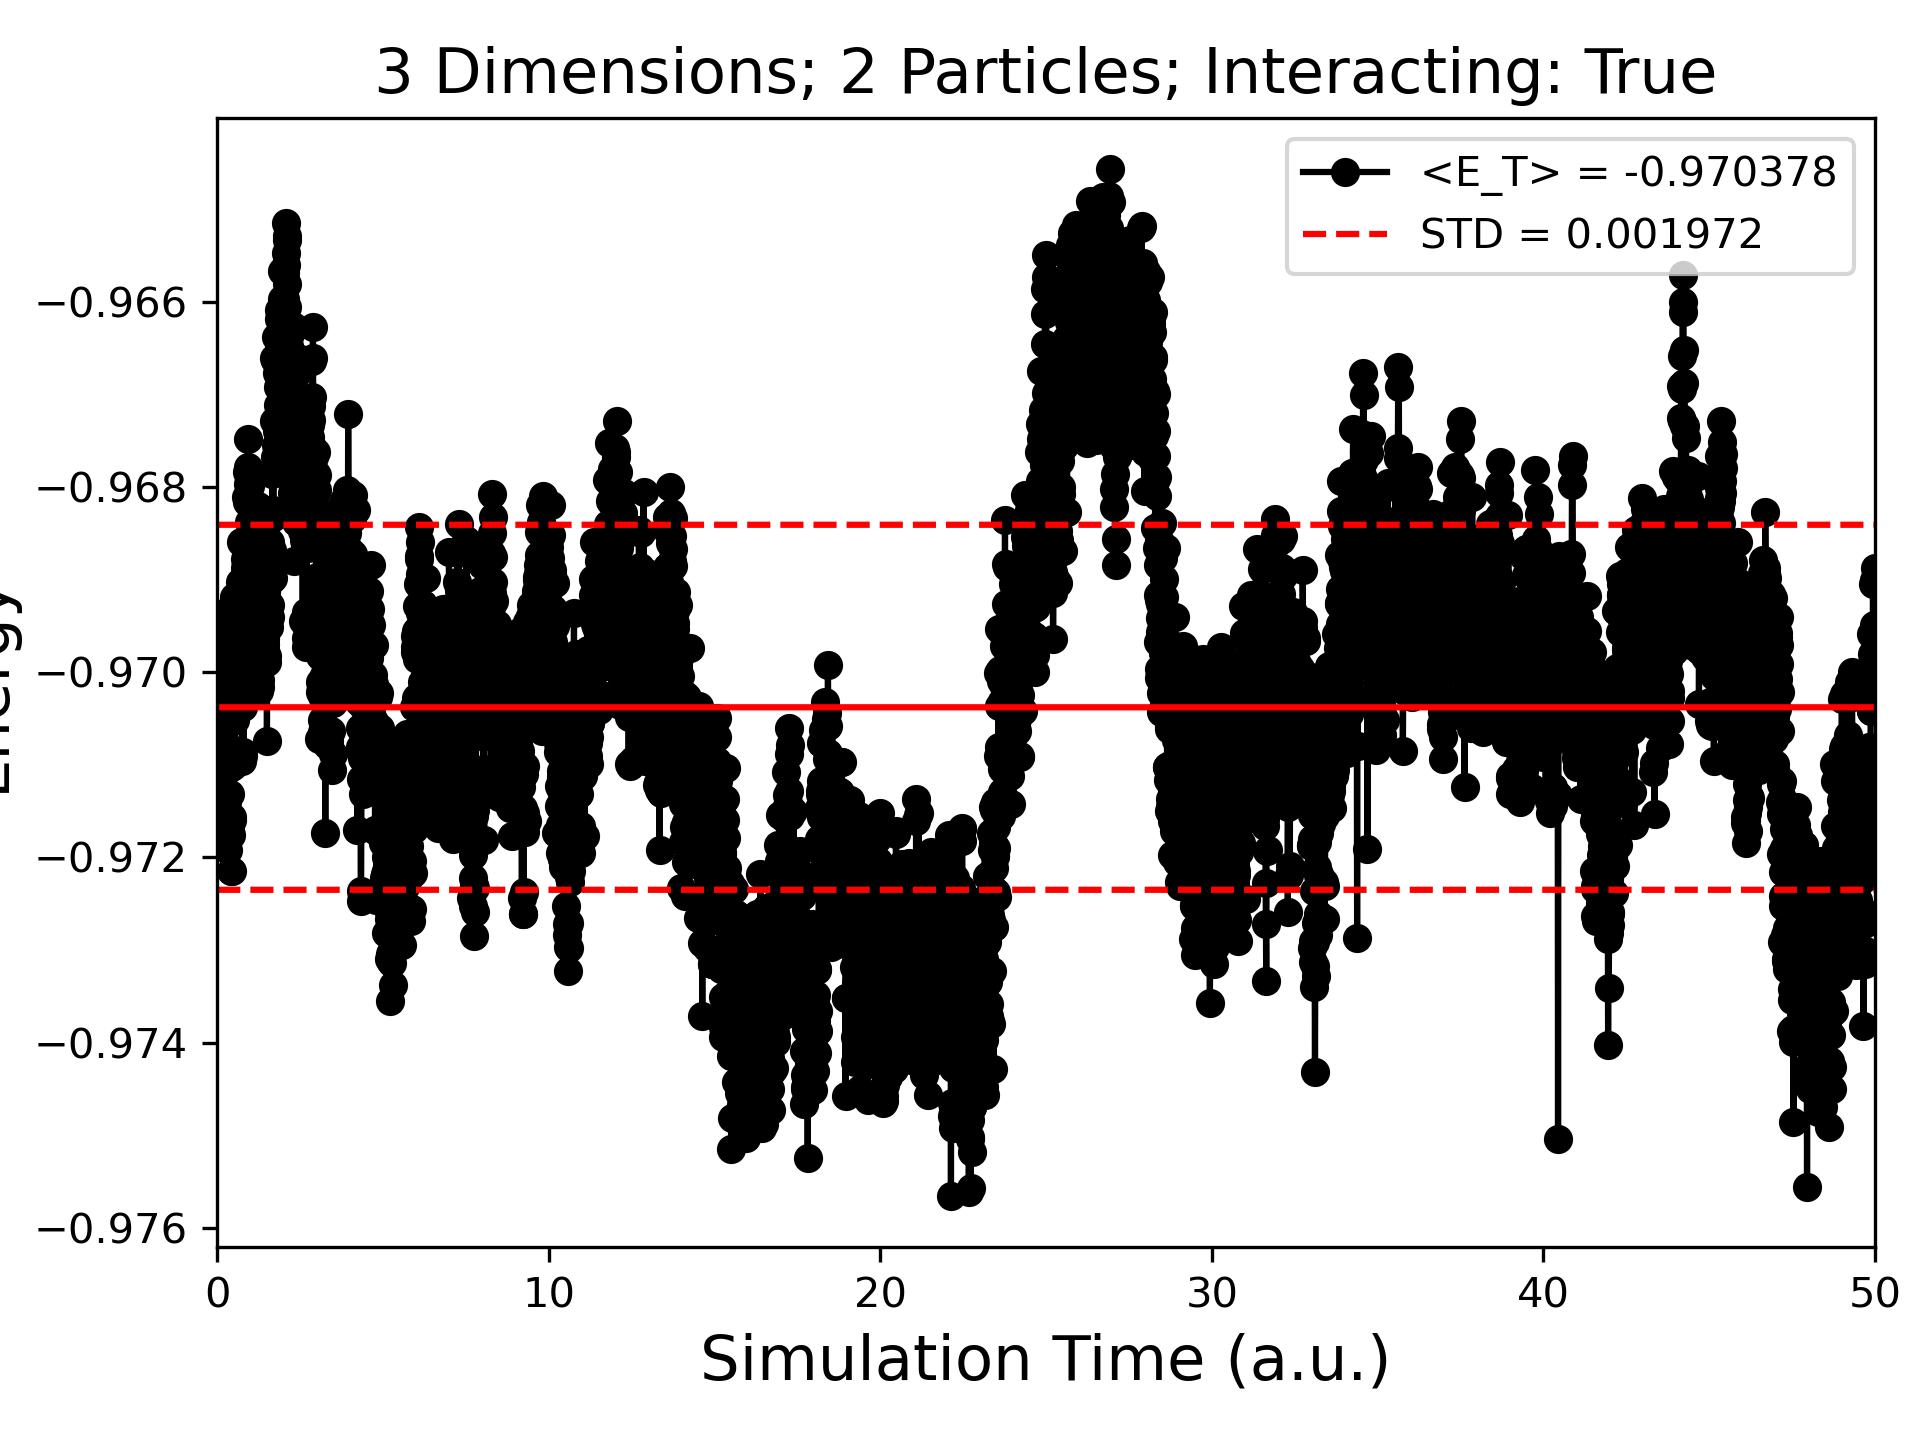 3 Dimensions; 2 Particles; Interacting: True
<E_T> = -0.970378
STD = 0.001972
Energy
−0.966
−0.968
−0.970
−0.972
−0.974
−0.976
0 10 20 30 40 50
Simulation Time (a.u.)